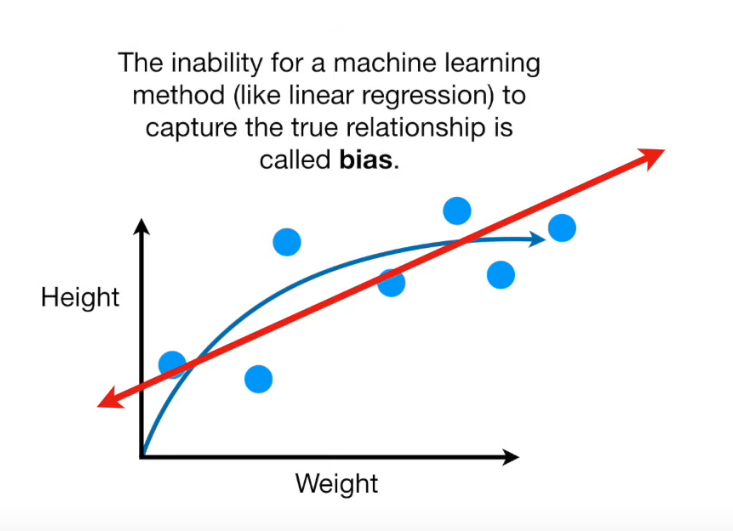 The inability for a machine learning
method (like linear regression) to
capture the true relationship is
called bias.
Height
Weight